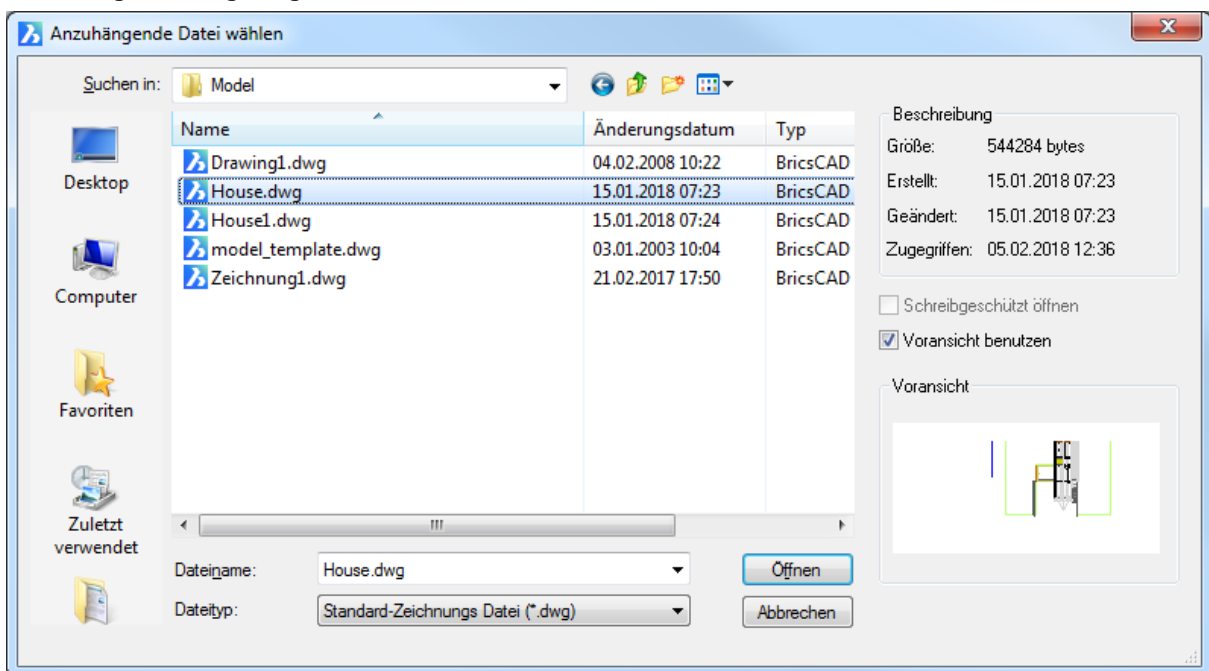 Anzuhängende Datei wählen
Suchen in: Model
Name Änderungsdatum Typ
Drawing1.dwg 04.02.2008 10:22 BricsCAD
House.dwg 15.01.2018 07:23 BricsCAD
House1.dwg 15.01.2018 07:24 BricsCAD
model_template.dwg 03.01.2003 10:04 BricsCAD
Zeichnung1.dwg 21.02.2017 17:50 BricsCAD
Desktop
Computer
Favoriten
Zuletzt
verwendet
Dateiname: House.dwg Öffnen
Dateityp: Standard-Zeichnungs Datei (*.dwg) Abbrechen
Beschreibung
Größe: 544284 bytes
Erstellt: 15.01.2018 07:23
Geändert: 15.01.2018 07:23
Zugegriffen: 05.02.2018 12:36
Schreibgeschützt öffnen
Voransicht benutzen
Voransicht